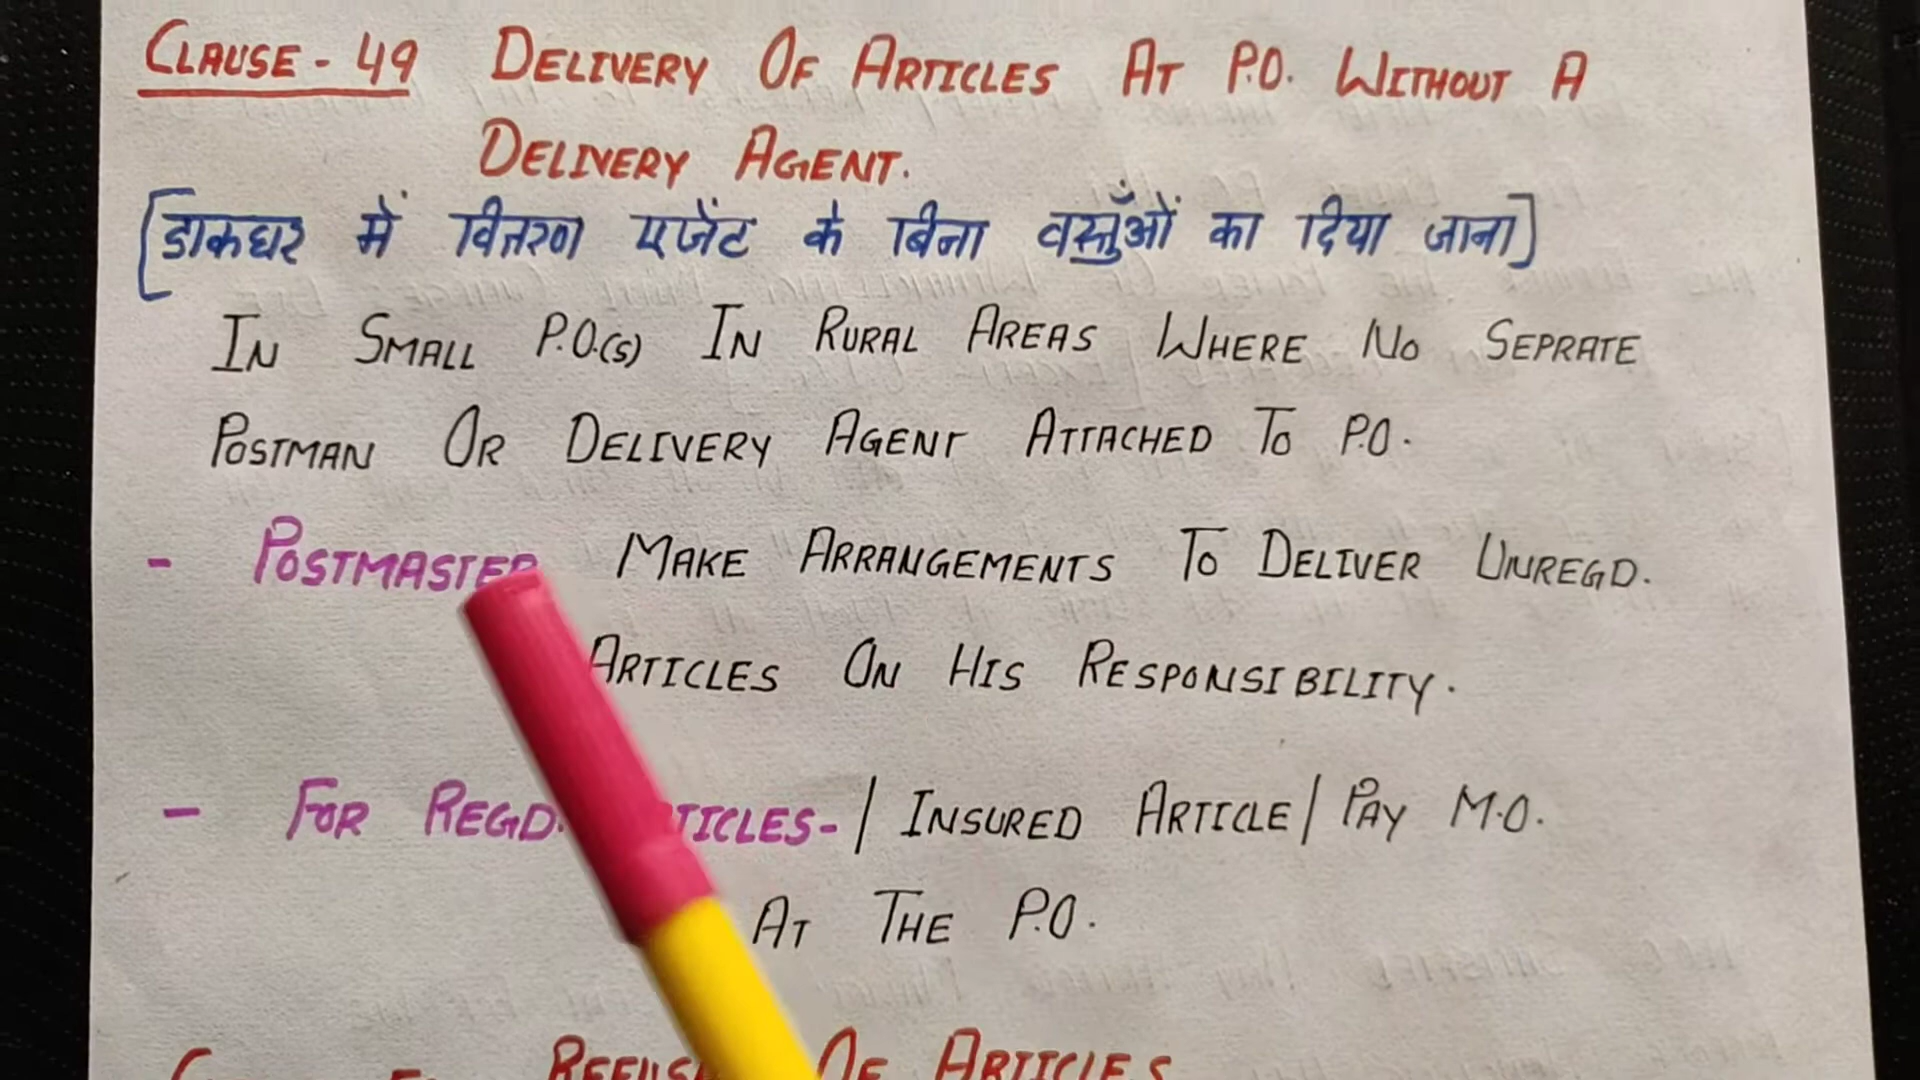 CLAUSE - 49 DELIVERY OF ARTICLES AT P.O. WITHOUT A
DELIVERY AGENT.
[डाकघर में वितरण एजेंट के बिना वस्तुँओं का दिया जाना]
IN SMALL P.O.(S) IN RURAL AREAS WHERE NO SEPRATE
POSTMAN OR DELIVERY AGENT ATTACHED TO P.O.
- POSTMASTER MAKE ARRANGEMENTS TO DELIVER UNREGD.
ARTICLES ON HIS RESPONSIBILITY.
- FOR REGD. ARTICLES- / INSURED ARTICLE / PAY M.O.
AT THE P.O.
OF ARTICLES